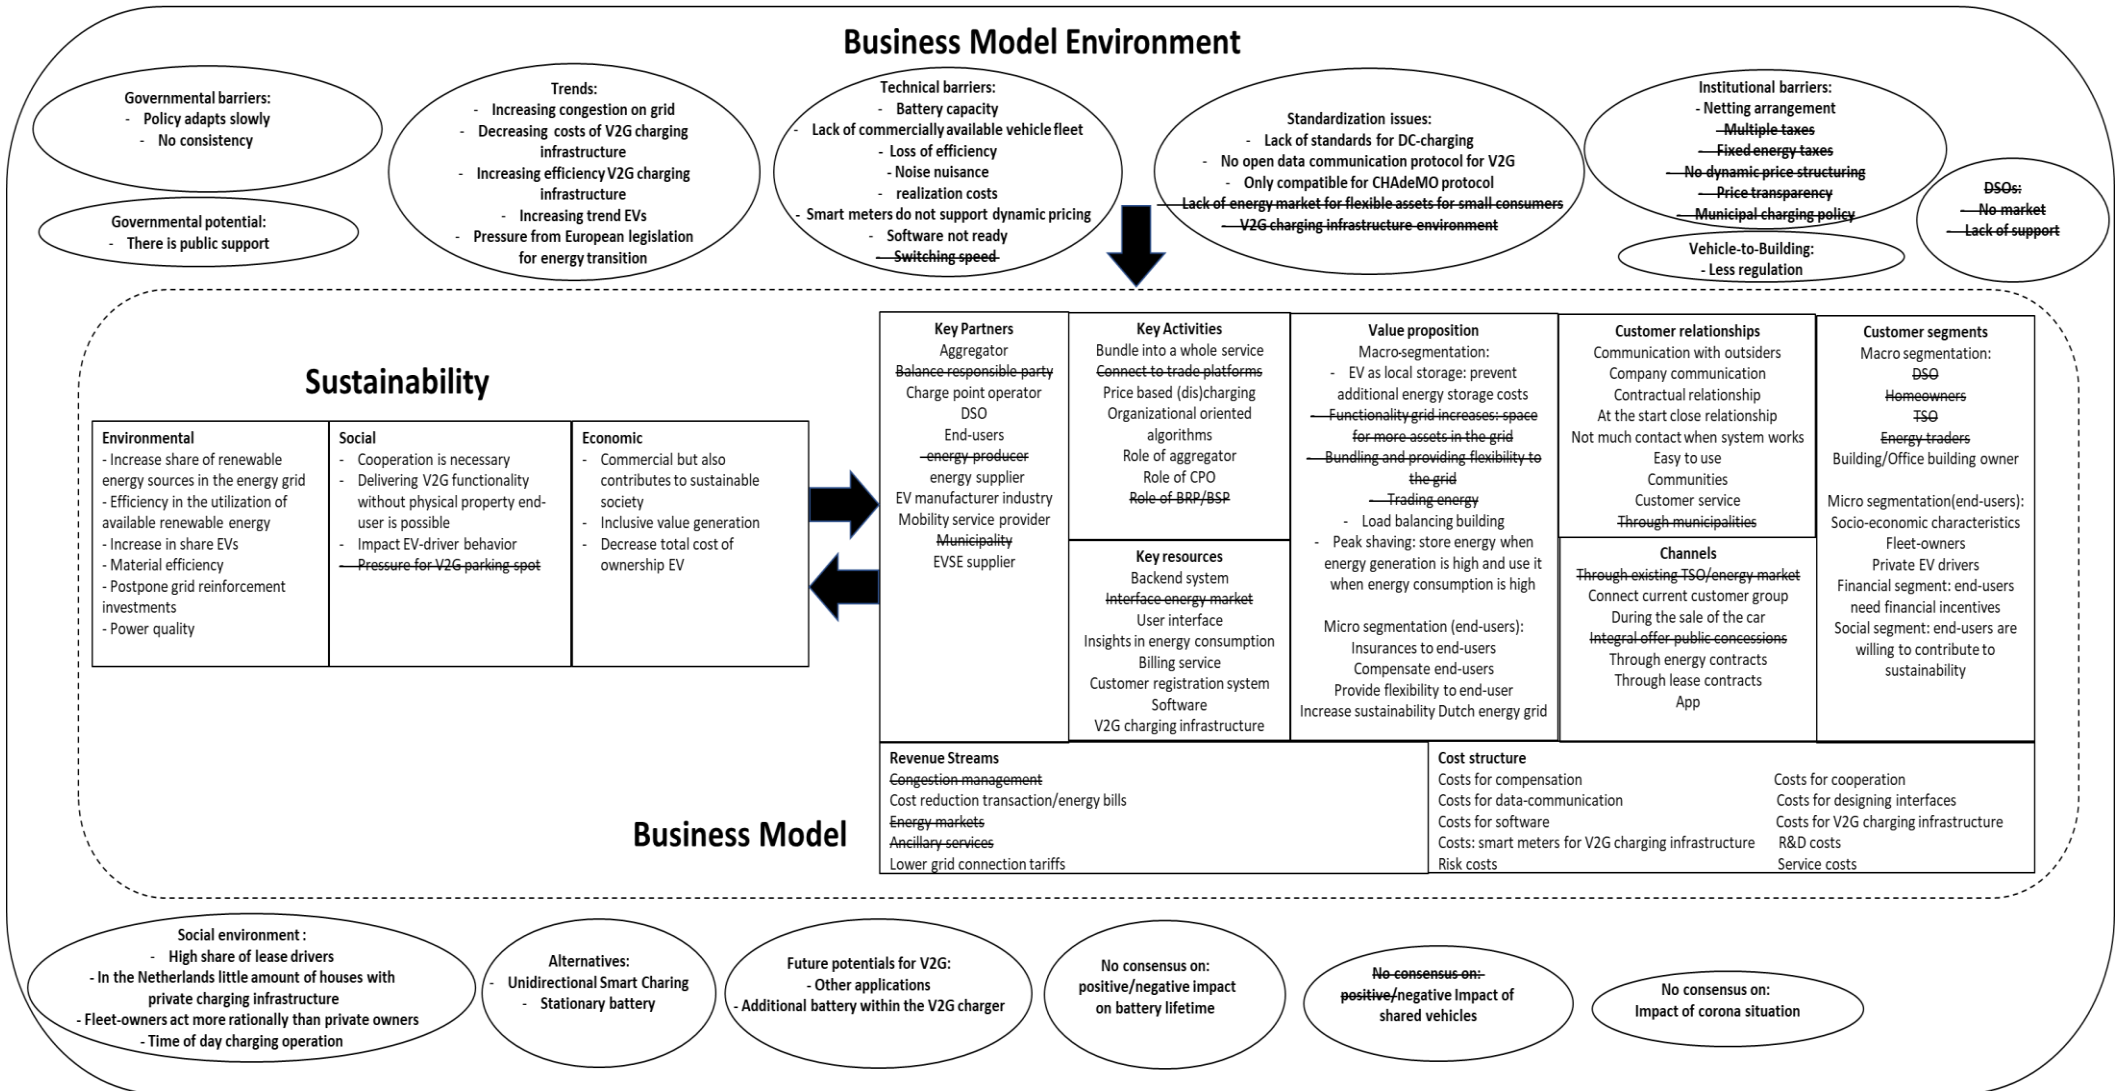 Business Model Environment
Governmental barriers:
- Policy adapts slowly
- No consistency
Governmental potential:
- There is public support
Trends:
- Increasing congestion on grid
- Decreasing costs of V2G charging
infrastructure
- Increasing efficiency V2G charging
infrastructure
- Increasing trend EVs
- Pressure from European legislation
for energy transition
Technical barriers:
- Battery capacity
- Lack of commercially available vehicle fleet
- Loss of efficiency
- Noise nuisance
- realization costs
- Smart meters do not support dynamic pricing
- Software not ready
- Switching speed
Standardization issues:
- Lack of standards for DC-charging
- No open data communication protocol for V2G
- Only compatible for CHAdeMO protocol
- Lack of energy market for flexible assets for small consumers
- V2G charging infrastructure environment
Institutional barriers:
- Netting arrangement
- Multiple taxes
- Fixed energy taxes
- No dynamic price structuring
- Price transparency
- Municipal charging policy
Vehicle-to-Building:
- Less regulation
DSOs:
- No market
- Lack of support
Sustainability
Environmental
- Increase share of renewable
energy sources in the energy grid
- Efficiency in the utilization of
available renewable energy
- Increase in share EVs
- Material efficiency
- Postpone grid reinforcement
investments
- Power quality
Social
- Cooperation is necessary
- Delivering V2G functionality
without physical property end-
user is possible
- Impact EV-driver behavior
- Pressure for V2G parking spot
Economic
- Commercial but also
contributes to sustainable
society
- Inclusive value generation
- Decrease total cost of
ownership EV
Key Partners
Aggregator
Balance responsible party
Charge point operator
DSO
End-users
energy producer
energy supplier
EV manufacturer industry
Mobility service provider
Municipality
EVSE supplier
Key Activities
Bundle into a whole service
Connect to trade platforms
Price based (dis)charging
Organizational oriented
algorithms
Role of aggregator
Role of CPO
Role of BRP/BSP
Key resources
Backend system
Interface energy market
User interface
Insights in energy consumption
Billing service
Customer registration system
Software
V2G charging infrastructure
Value proposition
Macro-segmentation:
- EV as local storage: prevent
additional energy storage costs
- Functionality grid increases: space
for more assets in the grid
- Bundling and providing flexibility to
the grid
- Trading energy
- Load balancing building
- Peak shaving: store energy when
energy generation is high and use it
when energy consumption is high
Micro segmentation (end-users):
Insurances to end-users
Compensate end-users
Provide flexibility to end-user
Increase sustainability Dutch energy grid
Customer relationships
Communication with outsiders
Company communication
Contractual relationship
At the start close relationship
Not much contact when system works
Easy to use
Communities
Customer service
Through municipalities
Channels
Through existing TSO/energy market
Connect current customer group
During the sale of the car
Integral offer public concessions
Through energy contracts
Through lease contracts
App
Customer segments
Macro segmentation:
DSO
Homeowners
TSO
Energy traders
Building/Office building owner
Micro segmentation(end-users):
Socio-economic characteristics
Fleet-owners
Private EV drivers
Financial segment: end-users
need financial incentives
Social segment: end-users are
willing to contribute to
sustainability
Business Model
Revenue Streams
Congestion management
Cost reduction transaction/energy bills
Energy markets
Ancillary services
Lower grid connection tariffs
Cost structure
Costs for compensation
Costs for data-communication
Costs for software
Costs: smart meters for V2G charging infrastructure
Risk costs
Costs for cooperation
Costs for designing interfaces
Costs for V2G charging infrastructure
R&D costs
Service costs
Social environment :
- High share of lease drivers
- In the Netherlands little amount of houses with
private charging infrastructure
- Fleet-owners act more rationally than private owners
- Time of day charging operation
Alternatives:
- Unidirectional Smart Charing
- Stationary battery
Future potentials for V2G:
- Other applications
- Additional battery within the V2G charger
No consensus on:
positive/negative impact
on battery lifetime
No consensus on:
positive/negative Impact of
shared vehicles
No consensus on:
Impact of corona situation